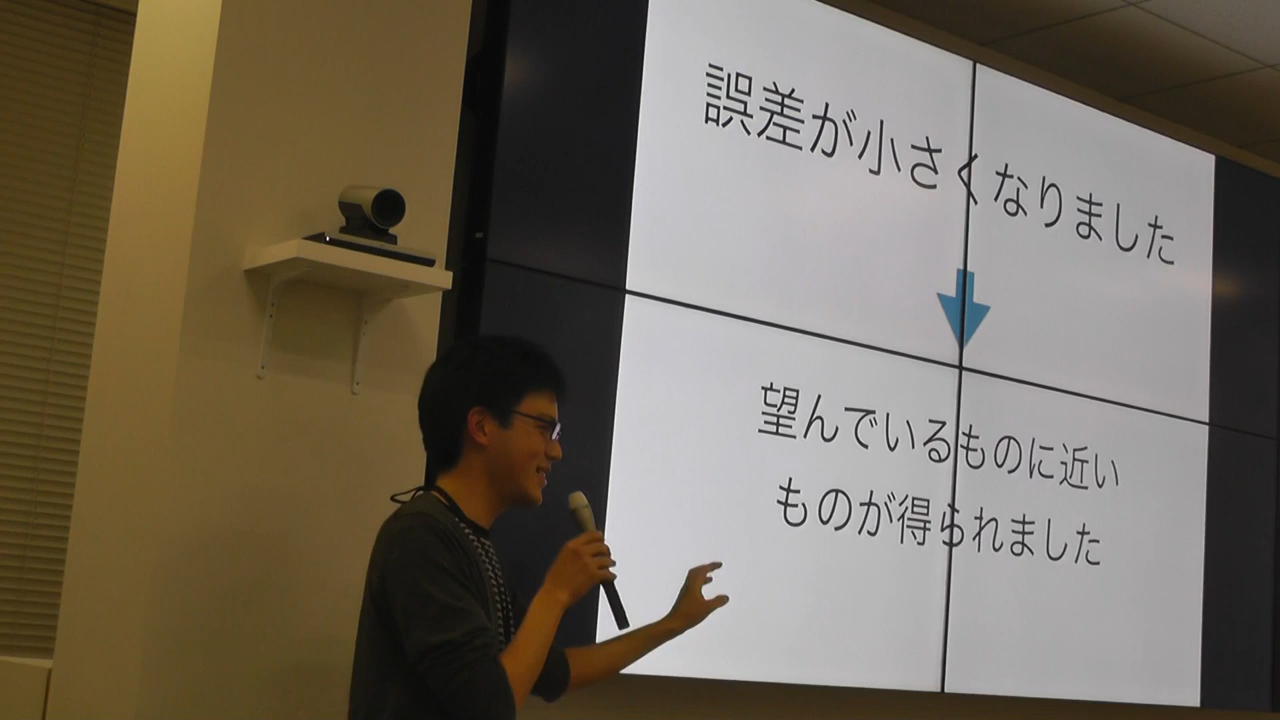 誤差が小さくなりました
望んでいるものに近い
ものが得られました